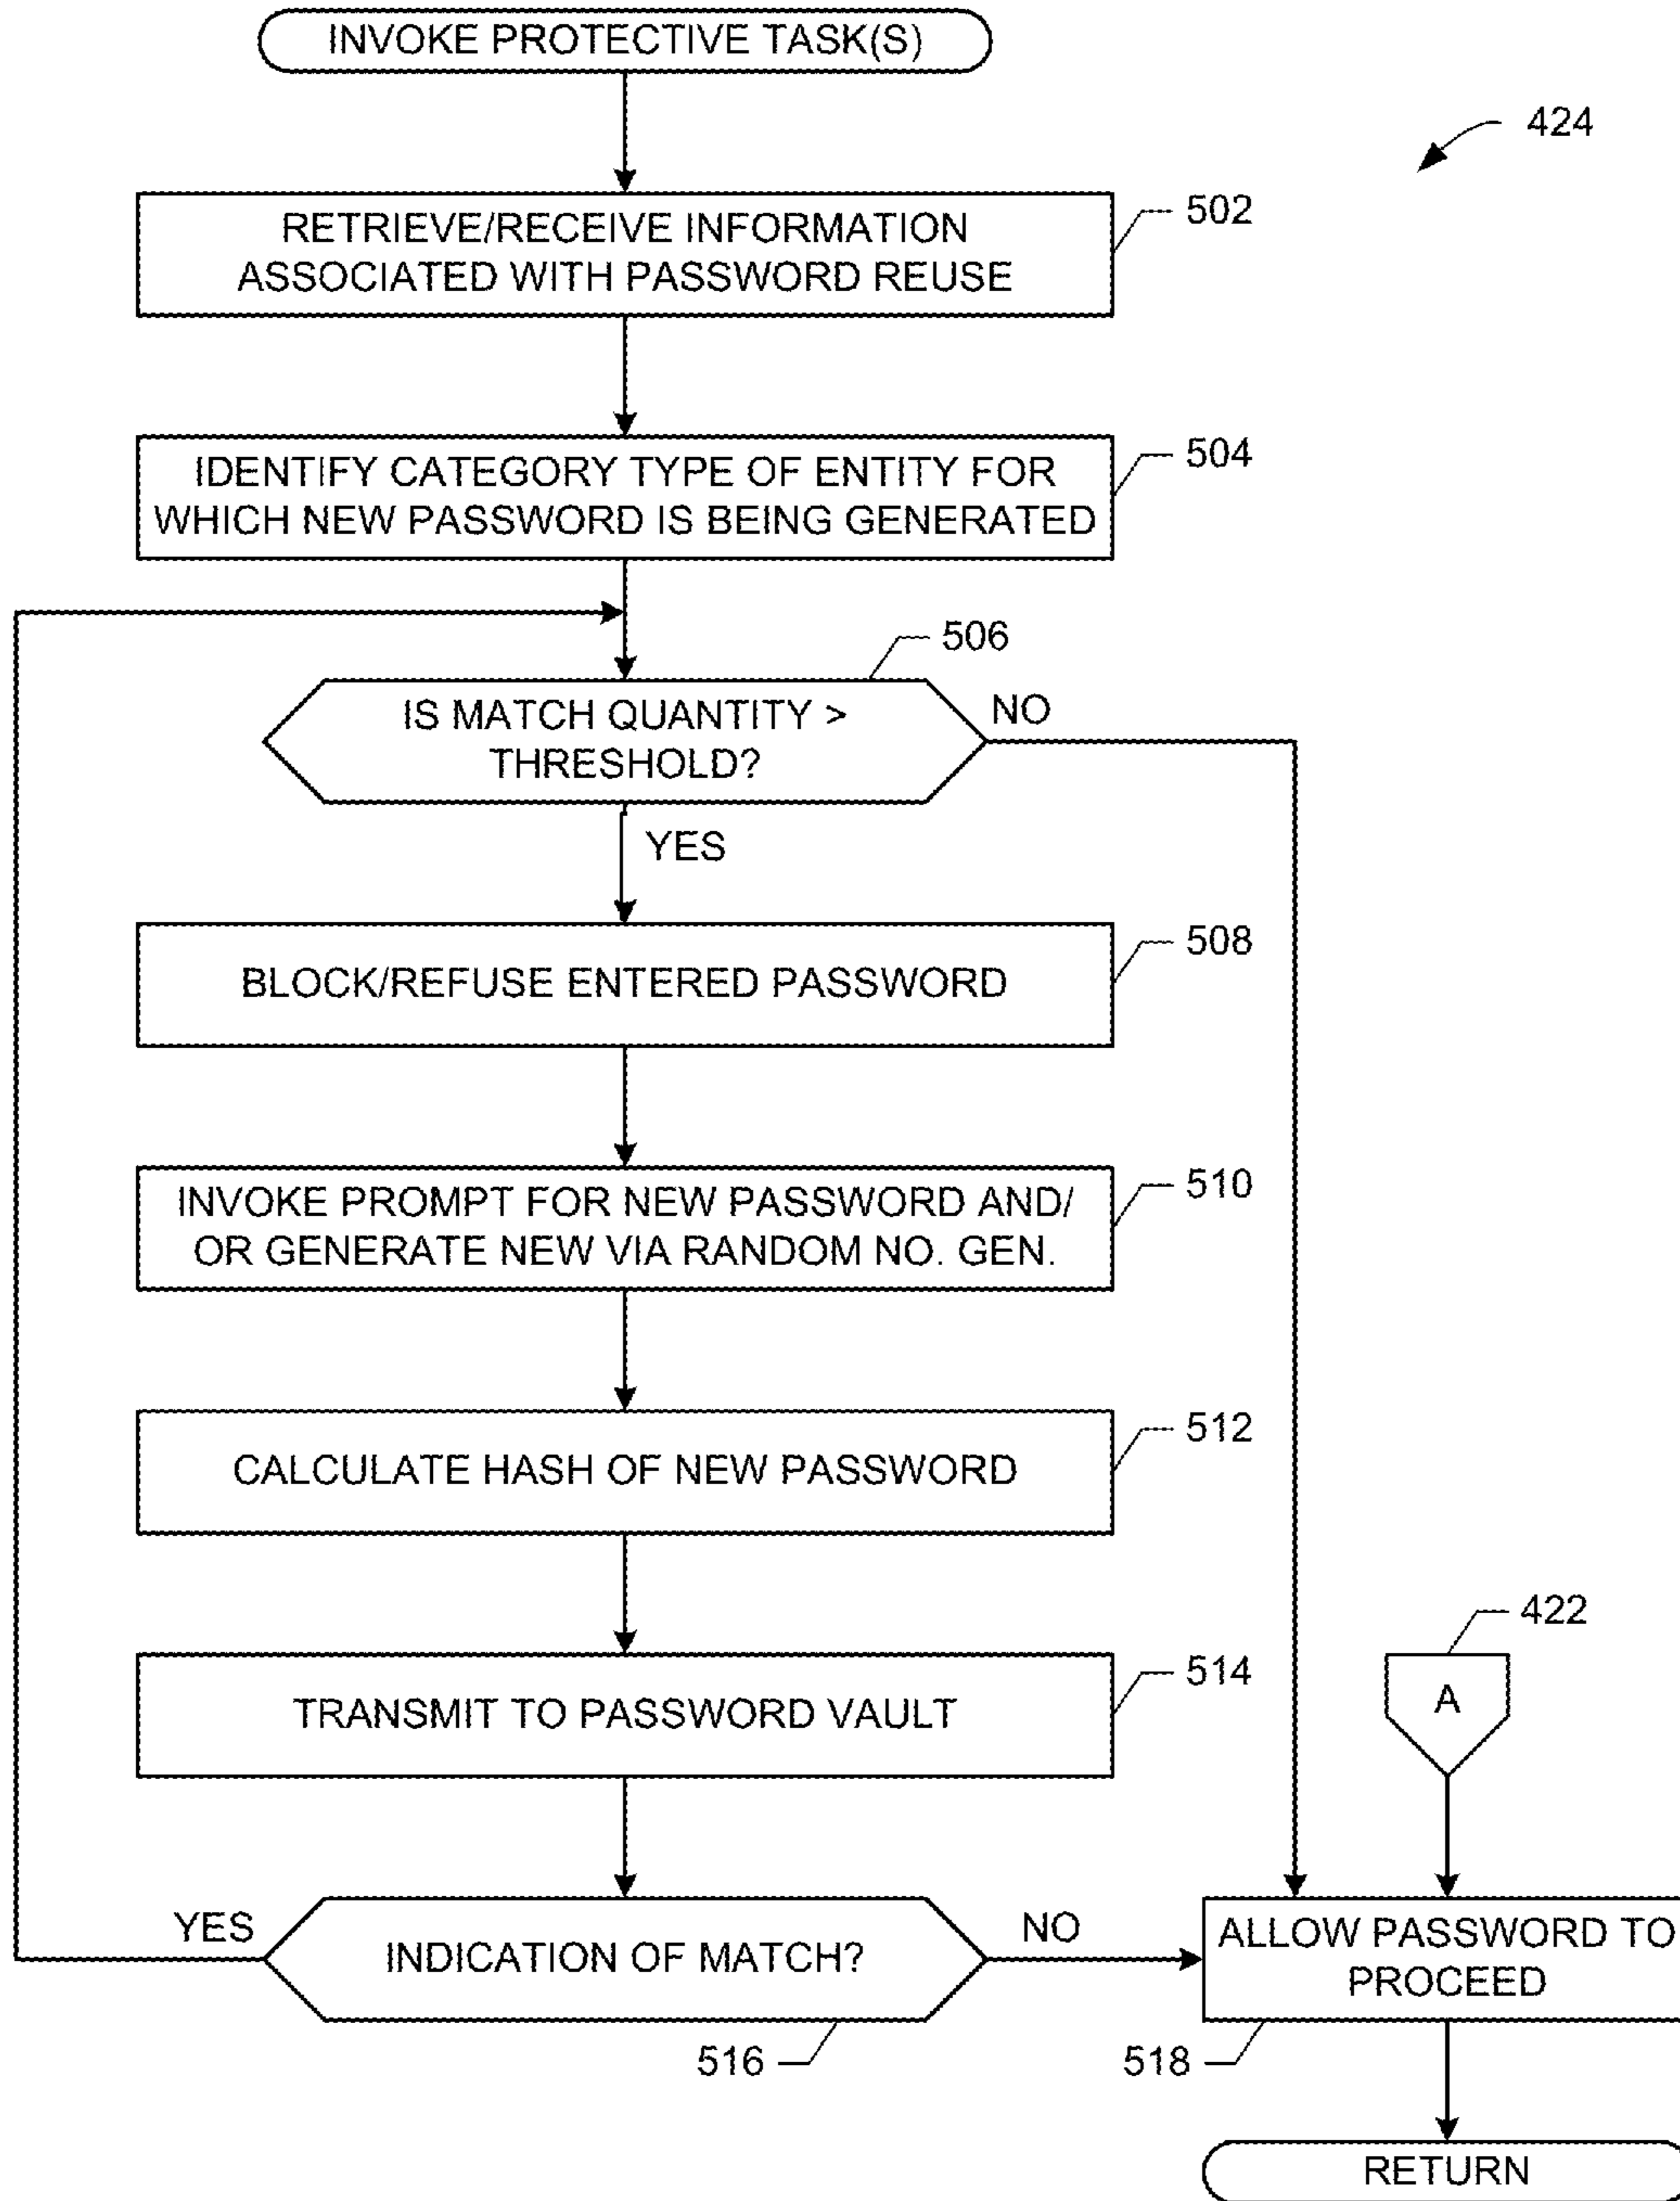 INVOKE PROTECTIVE TASK(S)
424
RETRIEVE/RECEIVE INFORMATION
ASSOCIATED WITH PASSWORD REUSE
502
IDENTIFY CATEGORY TYPE OF ENTITY FOR
WHICH NEW PASSWORD IS BEING GENERATED
504
506
IS MATCH QUANTITY >
THRESHOLD?
NO
YES
BLOCK/REFUSE ENTERED PASSWORD
508
INVOKE PROMPT FOR NEW PASSWORD AND/
OR GENERATE NEW VIA RANDOM NO. GEN.
510
CALCULATE HASH OF NEW PASSWORD
512
TRANSMIT TO PASSWORD VAULT
514
422
A
YES
INDICATION OF MATCH?
NO
516
ALLOW PASSWORD TO
PROCEED
518
RETURN